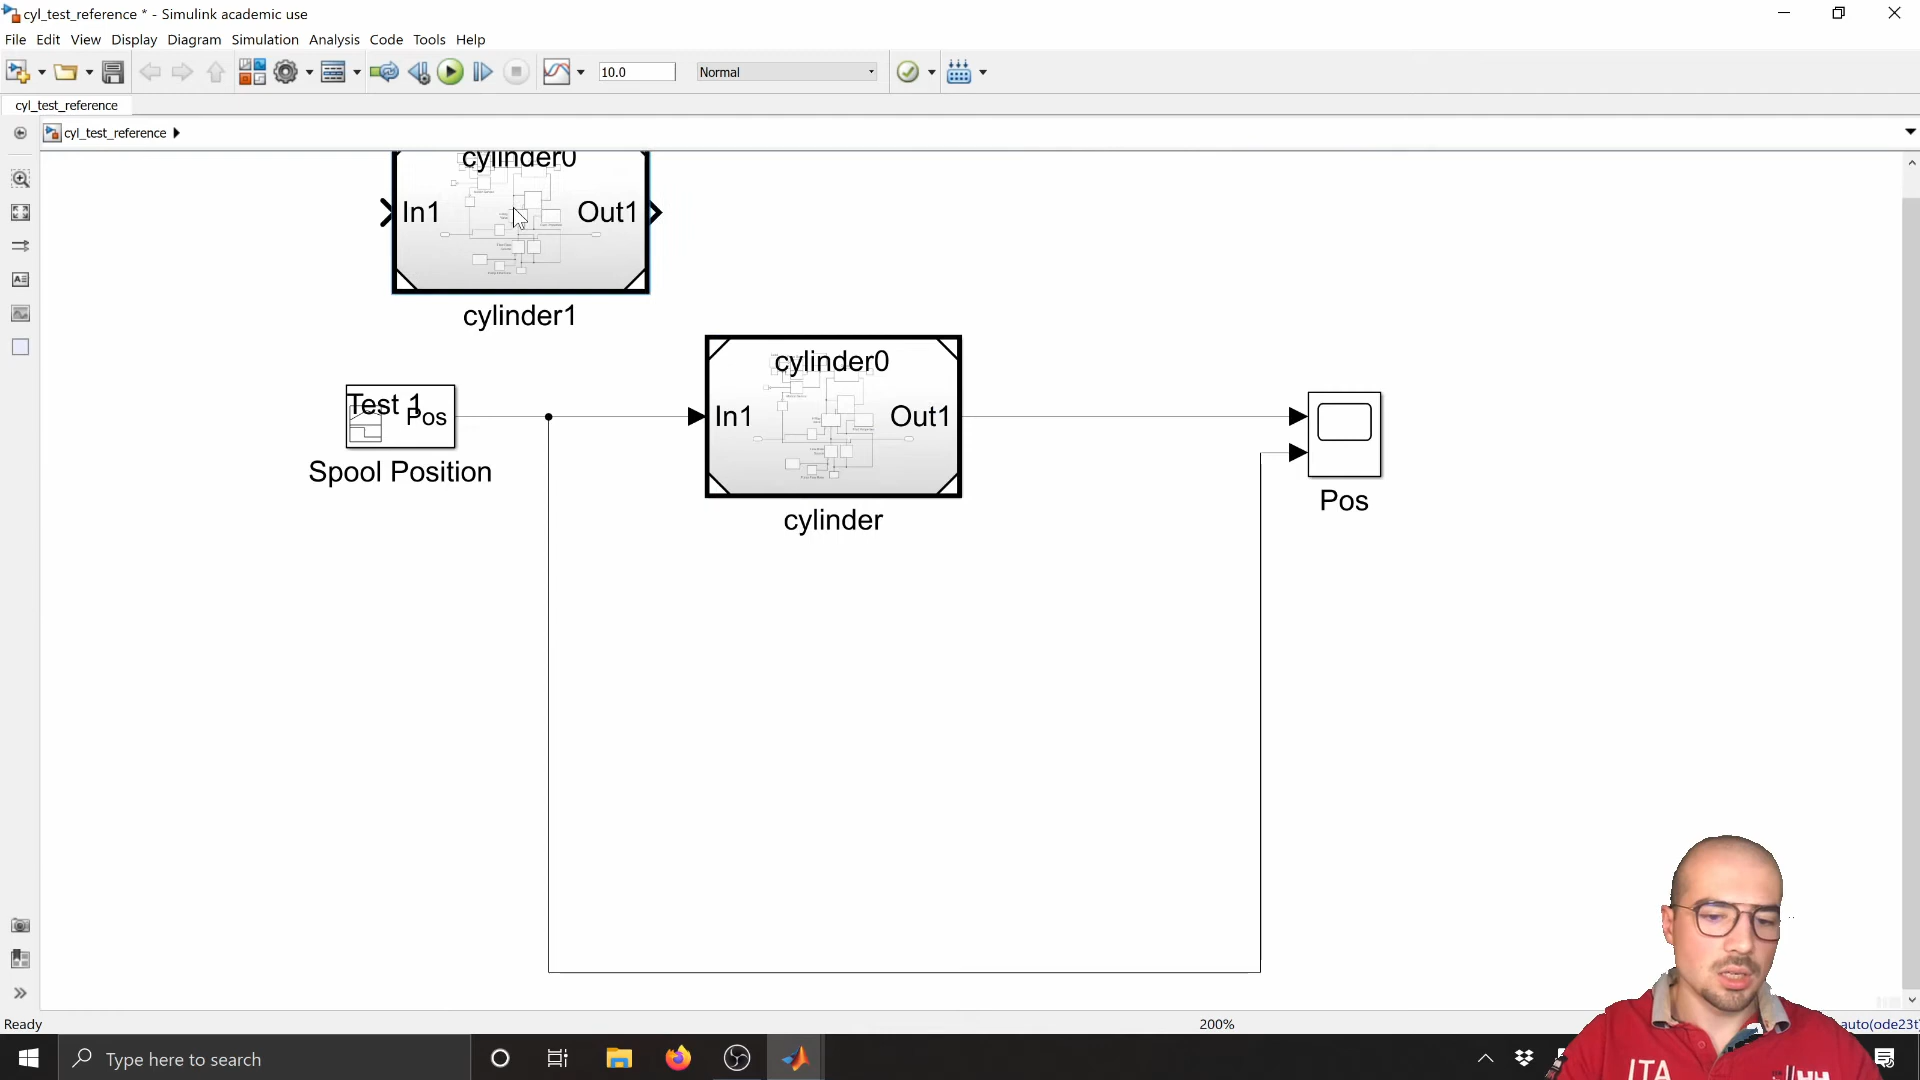 cyl_test_reference * - Simulink academic use
File Edit View Display Diagram Simulation Analysis Code Tools Help
10.0
Normal
cyl_test_reference
cyl_test_reference
cylinder0
In1
Out1
cylinder1
cylinder0
Test 1
Pos
In1
Out1
Spool Position
Pos
cylinder
Ready
200%
auto(ode23t)
Type here to search
ITA